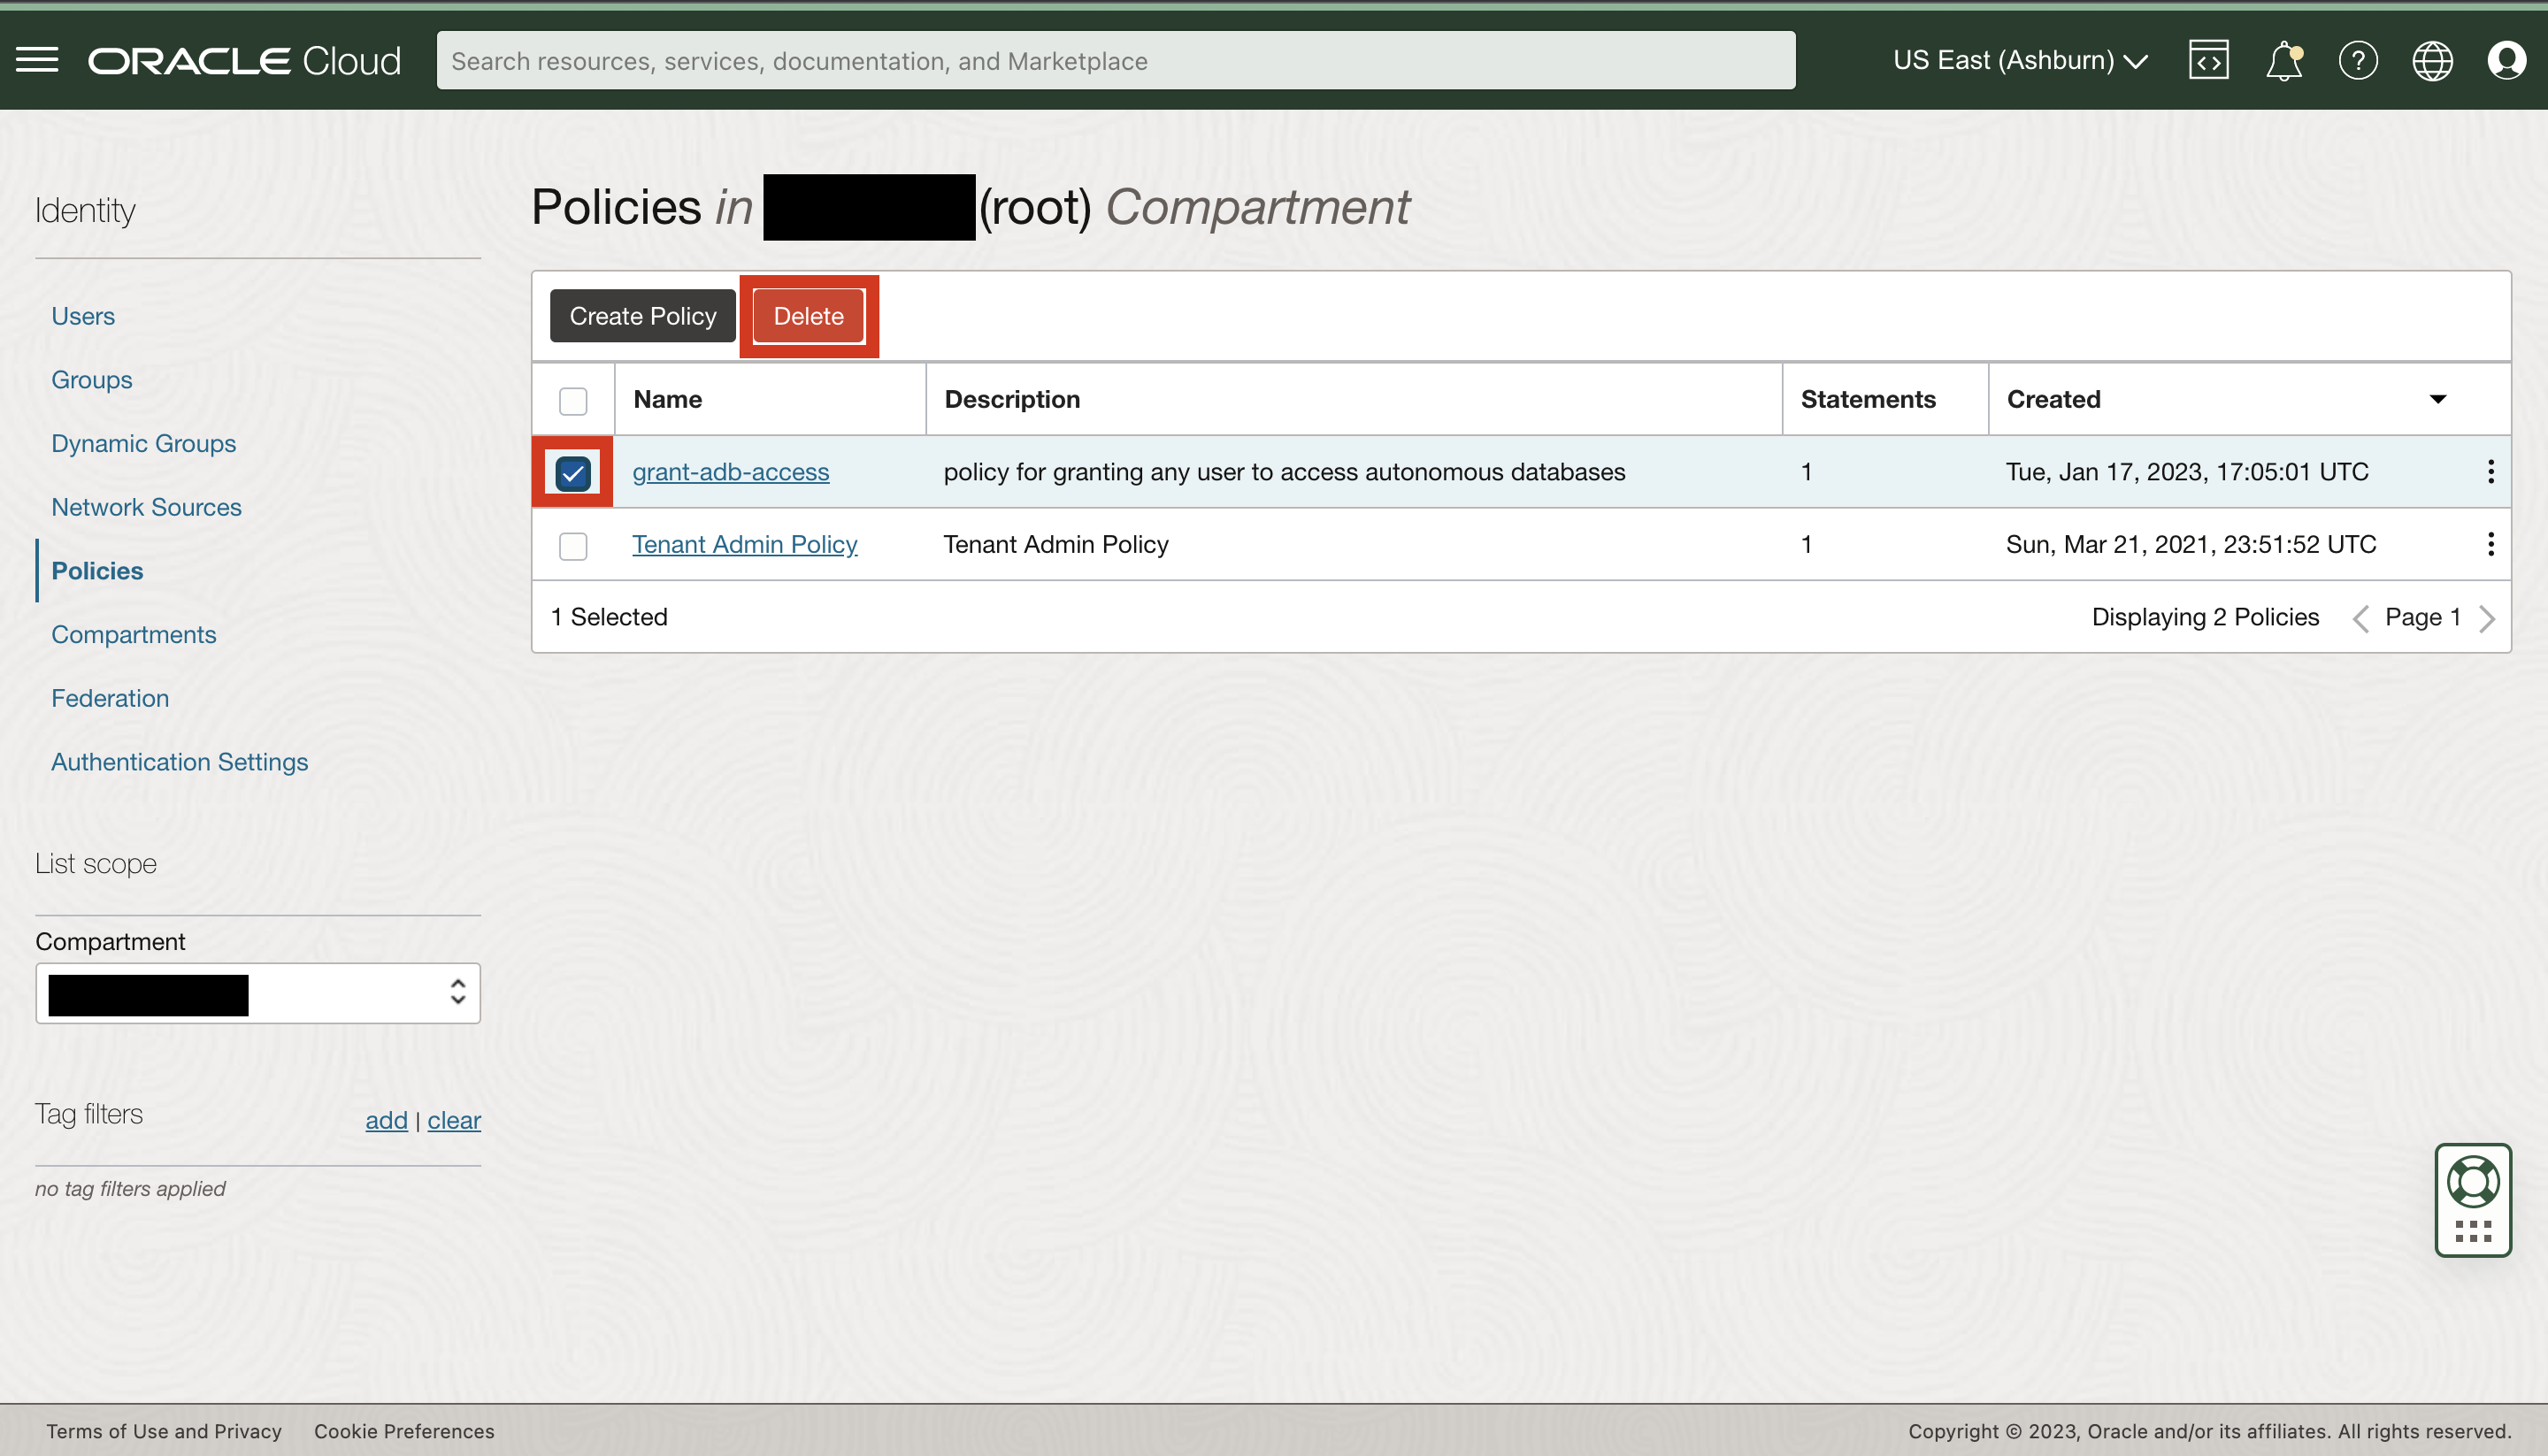 ORACLE Cloud
Search resources, services, documentation, and Marketplace
US East (Ashburn)
Identity
Users
Groups
Dynamic Groups
Network Sources
Policies
Compartments
Federation
Authentication Settings
List scope
Compartment
Tag filters
add | clear
no tag filters applied
Policies in (root) Compartment
Create Policy Delete
Name Description Statements Created
grant-adb-access policy for granting any user to access autonomous databases 1 Tue, Jan 17, 2023, 17:05:01 UTC
Tenant Admin Policy Tenant Admin Policy 1 Sun, Mar 21, 2021, 23:51:52 UTC
1 Selected Displaying 2 Policies Page 1
Terms of Use and Privacy Cookie Preferences Copyright © 2023, Oracle and/or its affiliates. All rights reserved.